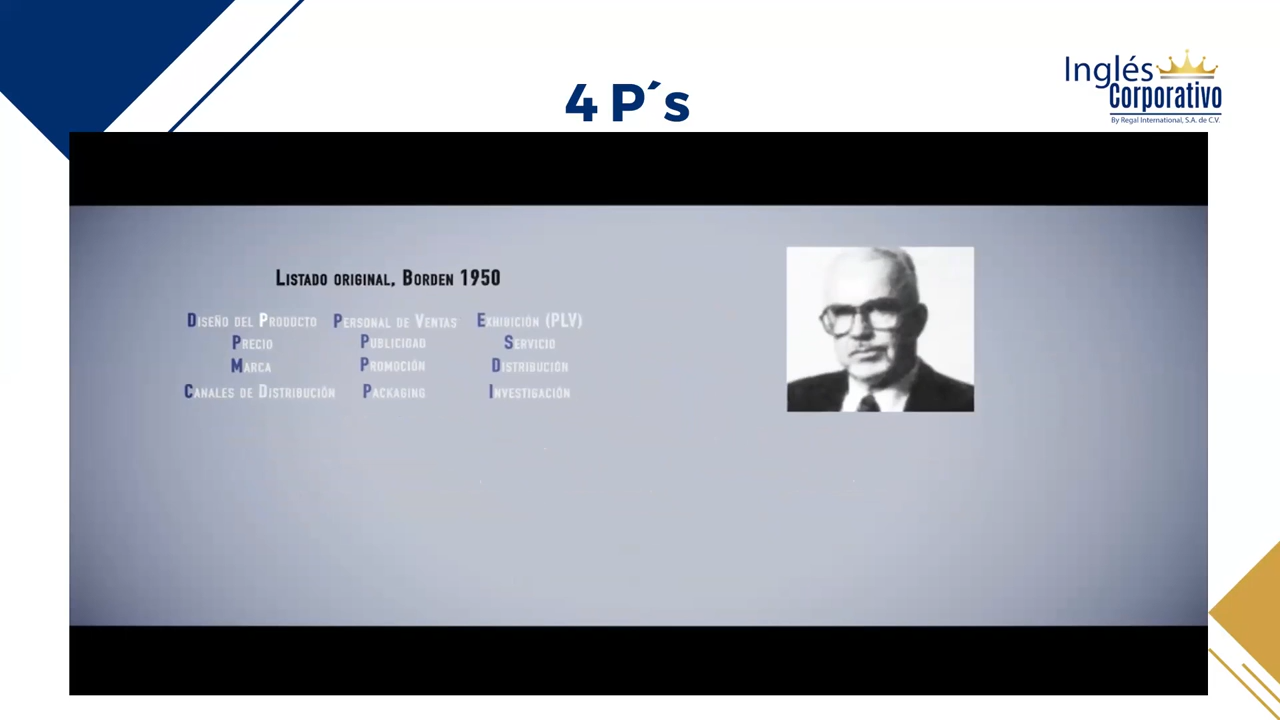 Inglés
Corporativo
By Regal International, S.A. de C.V.
4 P´s
Listado original, Borden 1950
Diseño del Producto Personal de Ventas Exhibición (PLV)
Precio Publicidad Servicio
Marca Promoción Distribución
Canales de Distribución Packaging Investigación